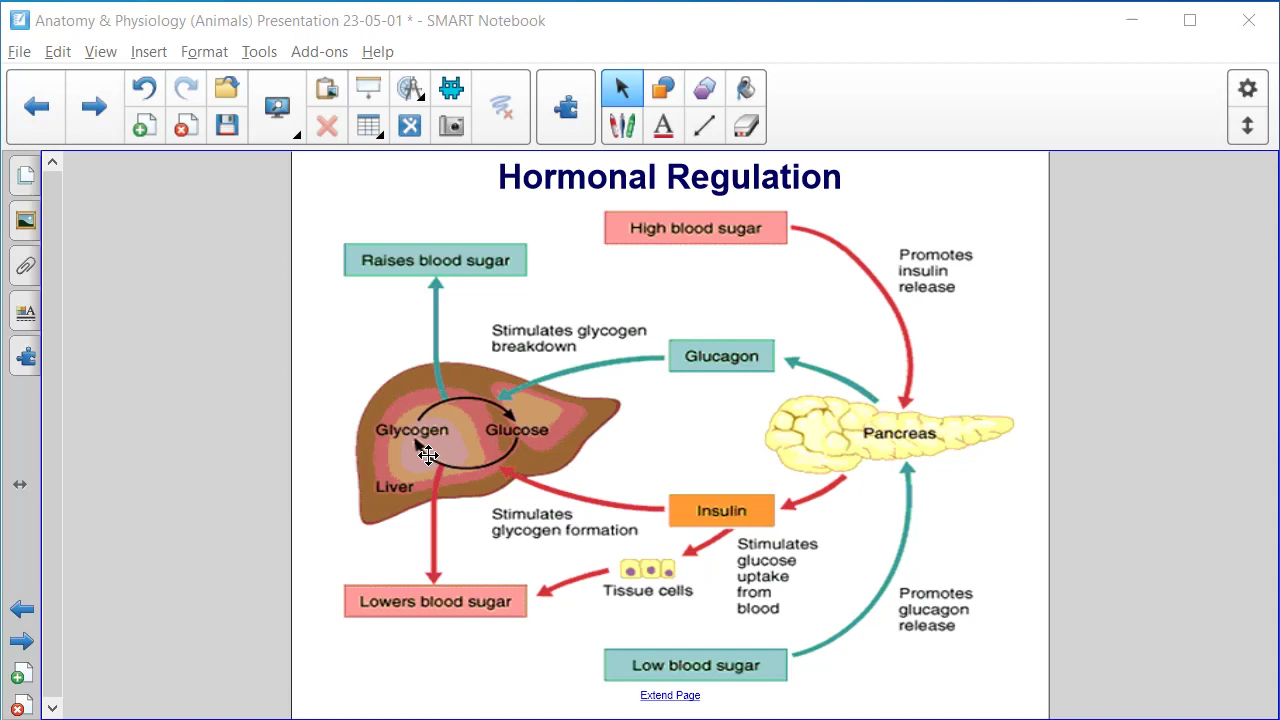 Anatomy & Physiology (Animals) Presentation 23-05-01 * - SMART Notebook
File Edit View Insert Format Tools Add-ons Help
Hormonal Regulation
High blood sugar
Raises blood sugar
Promotes
insulin
release
Stimulates glycogen
breakdown
Glucagon
Glycogen
Glucose
Pancreas
Liver
Insulin
Stimulates
glycogen formation
Stimulates
glucose
uptake
from
blood
Tissue cells
Lowers blood sugar
Promotes
glucagon
release
Low blood sugar
Extend Page